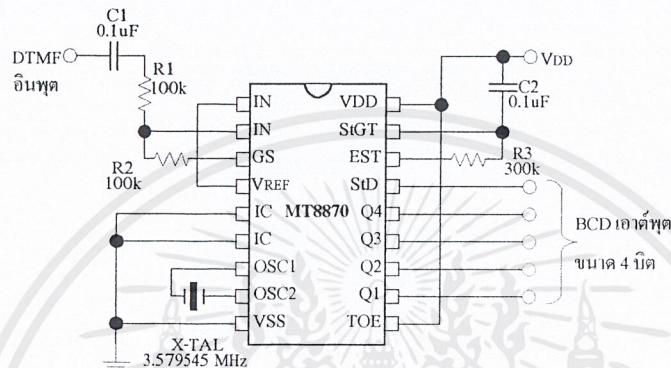 C1
0.1uF
DTMF
อินพุต
R1
100k
R2
100k
IN
IN
GS
VREF
IC
IC
OSC1
OSC2
VSS
MT8870
VDD
StGT
EST
StD
Q4
Q3
Q2
Q1
TOE
VDD
C2
0.1uF
R3
300k
BCD เอาต์พุต
ขนาด 4 บิต
X-TAL
3.579545 MHz